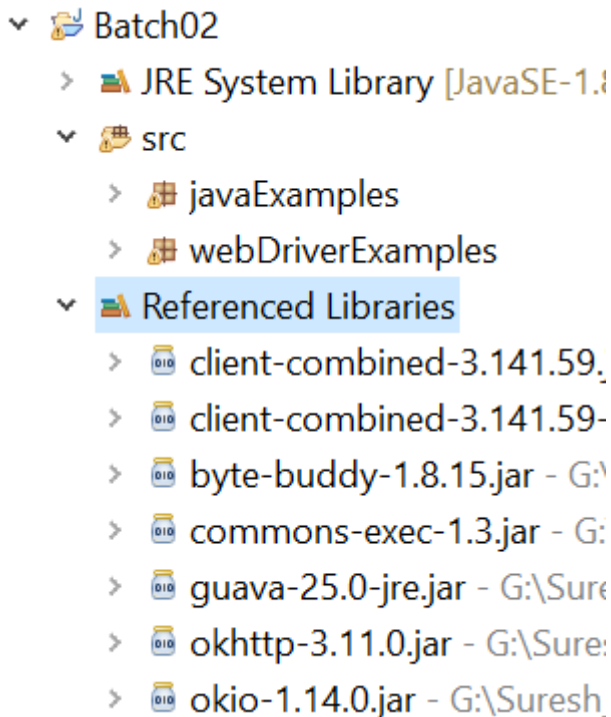 Batch02
JRE System Library [JavaSE-1.8
src
javaExamples
webDriverExamples
Referenced Libraries
client-combined-3.141.59.j
client-combined-3.141.59-
byte-buddy-1.8.15.jar - G:\
commons-exec-1.3.jar - G:
guava-25.0-jre.jar - G:\Sure
okhttp-3.11.0.jar - G:\Sures
okio-1.14.0.jar - G:\Suresh_